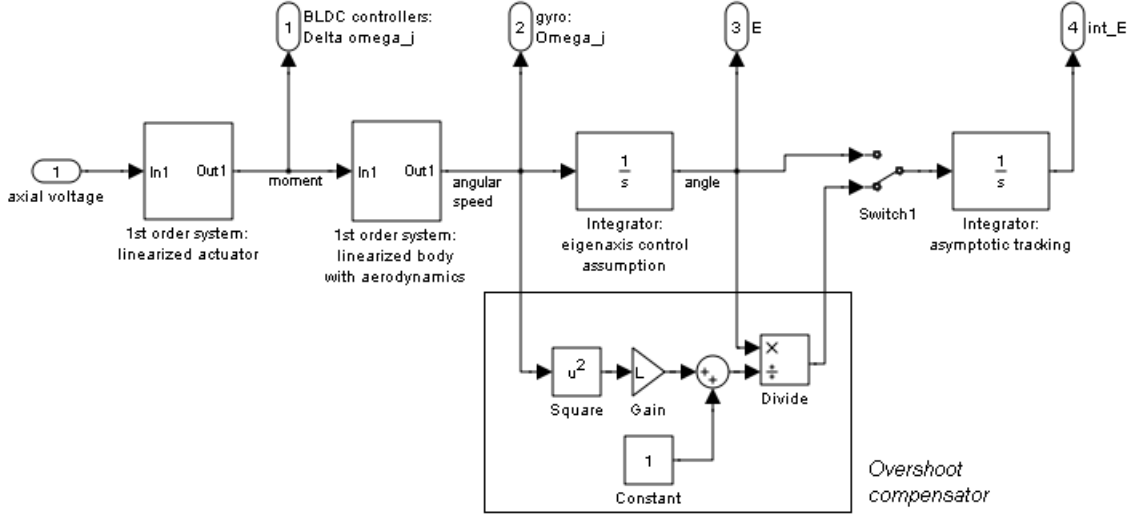 1
BLDC controllers:
Delta omega_j
2
gyro:
Omega_j
3
E
4
int_E
1
axial voltage
In1
Out1
1st order system:
linearized actuator
moment
In1
Out1
1st order system:
linearized body
with aerodynamics
angular
speed
1
s
Integrator:
eigenaxis control
assumption
angle
Switch1
1
s
Integrator:
asymptotic tracking
u2
Square
L
Gain
+
+
×
÷
Divide
1
Constant
Overshoot
compensator